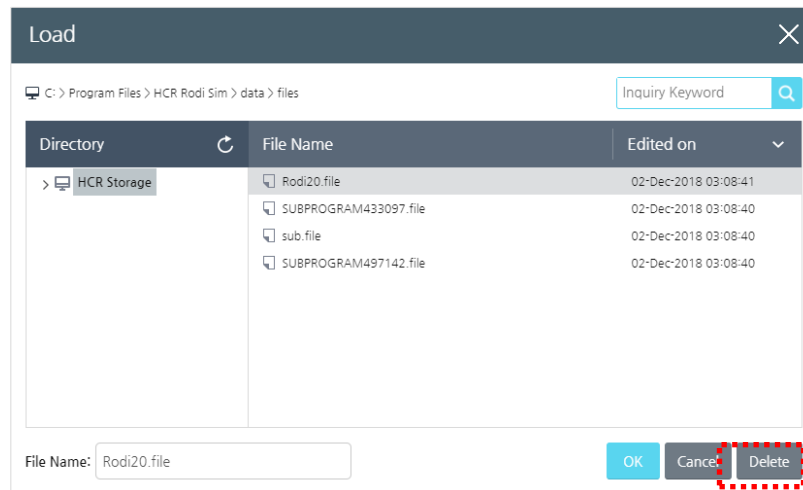 Load
C: > Program Files > HCR Rodi Sim > data > files
Inquiry Keyword
Directory File Name Edited on
HCR Storage Rodi20.file 02-Dec-2018 03:08:41
SUBPROGRAM433097.file 02-Dec-2018 03:08:40
sub.file 02-Dec-2018 03:08:40
SUBPROGRAM497142.file 02-Dec-2018 03:08:40
File Name: Rodi20.file OK Cancel Delete